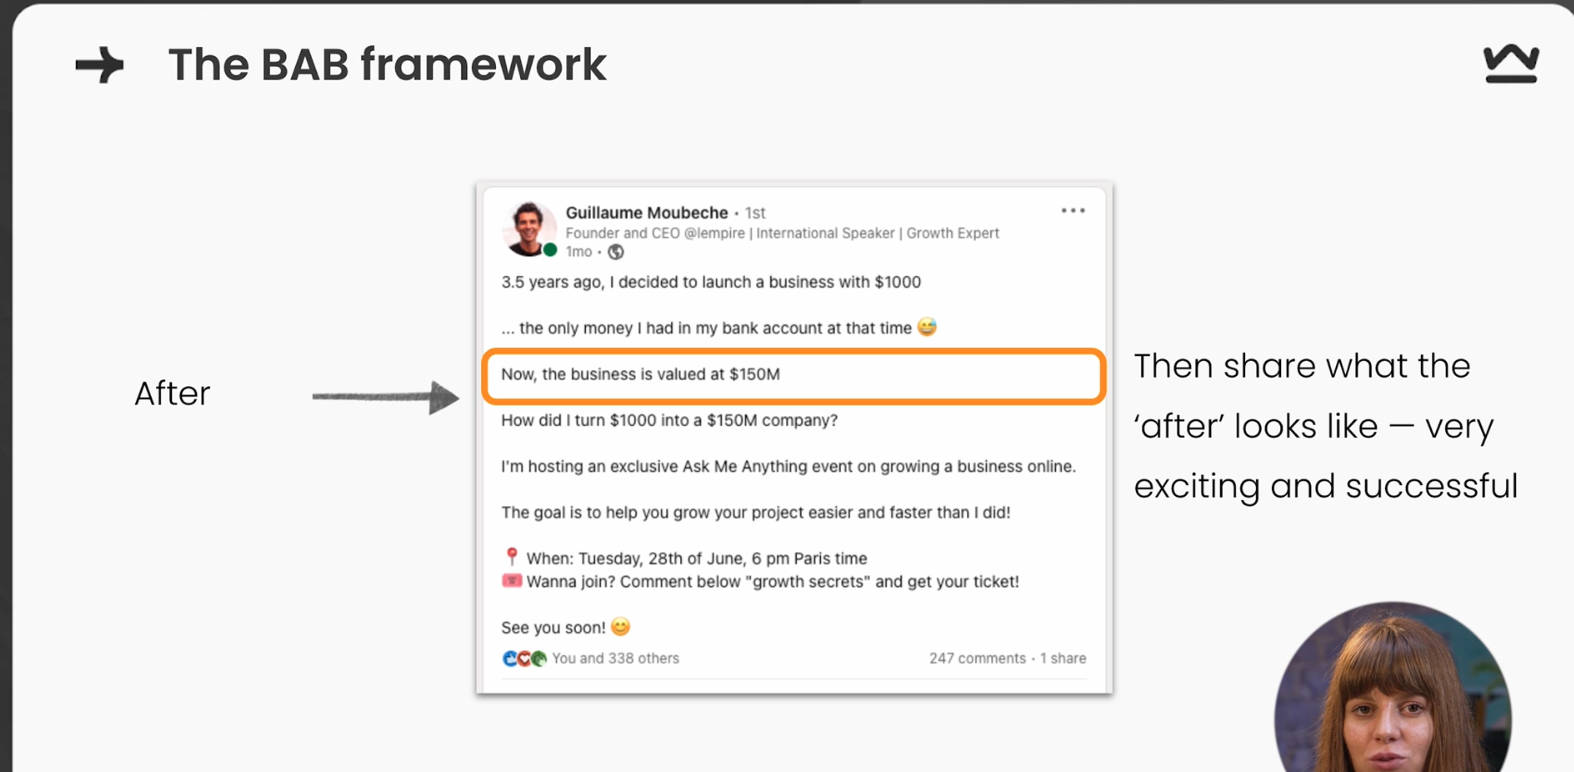 The BAB framework
Guillaume Moubeche • 1st
Founder and CEO @lempire | International Speaker | Growth Expert
1mo •
3.5 years ago, I decided to launch a business with $1000
... the only money I had in my bank account at that time 😅
Now, the business is valued at $150M
How did I turn $1000 into a $150M company?
I'm hosting an exclusive Ask Me Anything event on growing a business online.
The goal is to help you grow your project easier and faster than I did!
📍 When: Tuesday, 28th of June, 6 pm Paris time
🎟️ Wanna join? Comment below "growth secrets" and get your ticket!
See you soon! 😊
You and 338 others
247 comments • 1 share
After
Then share what the
‘after’ looks like — very
exciting and successful